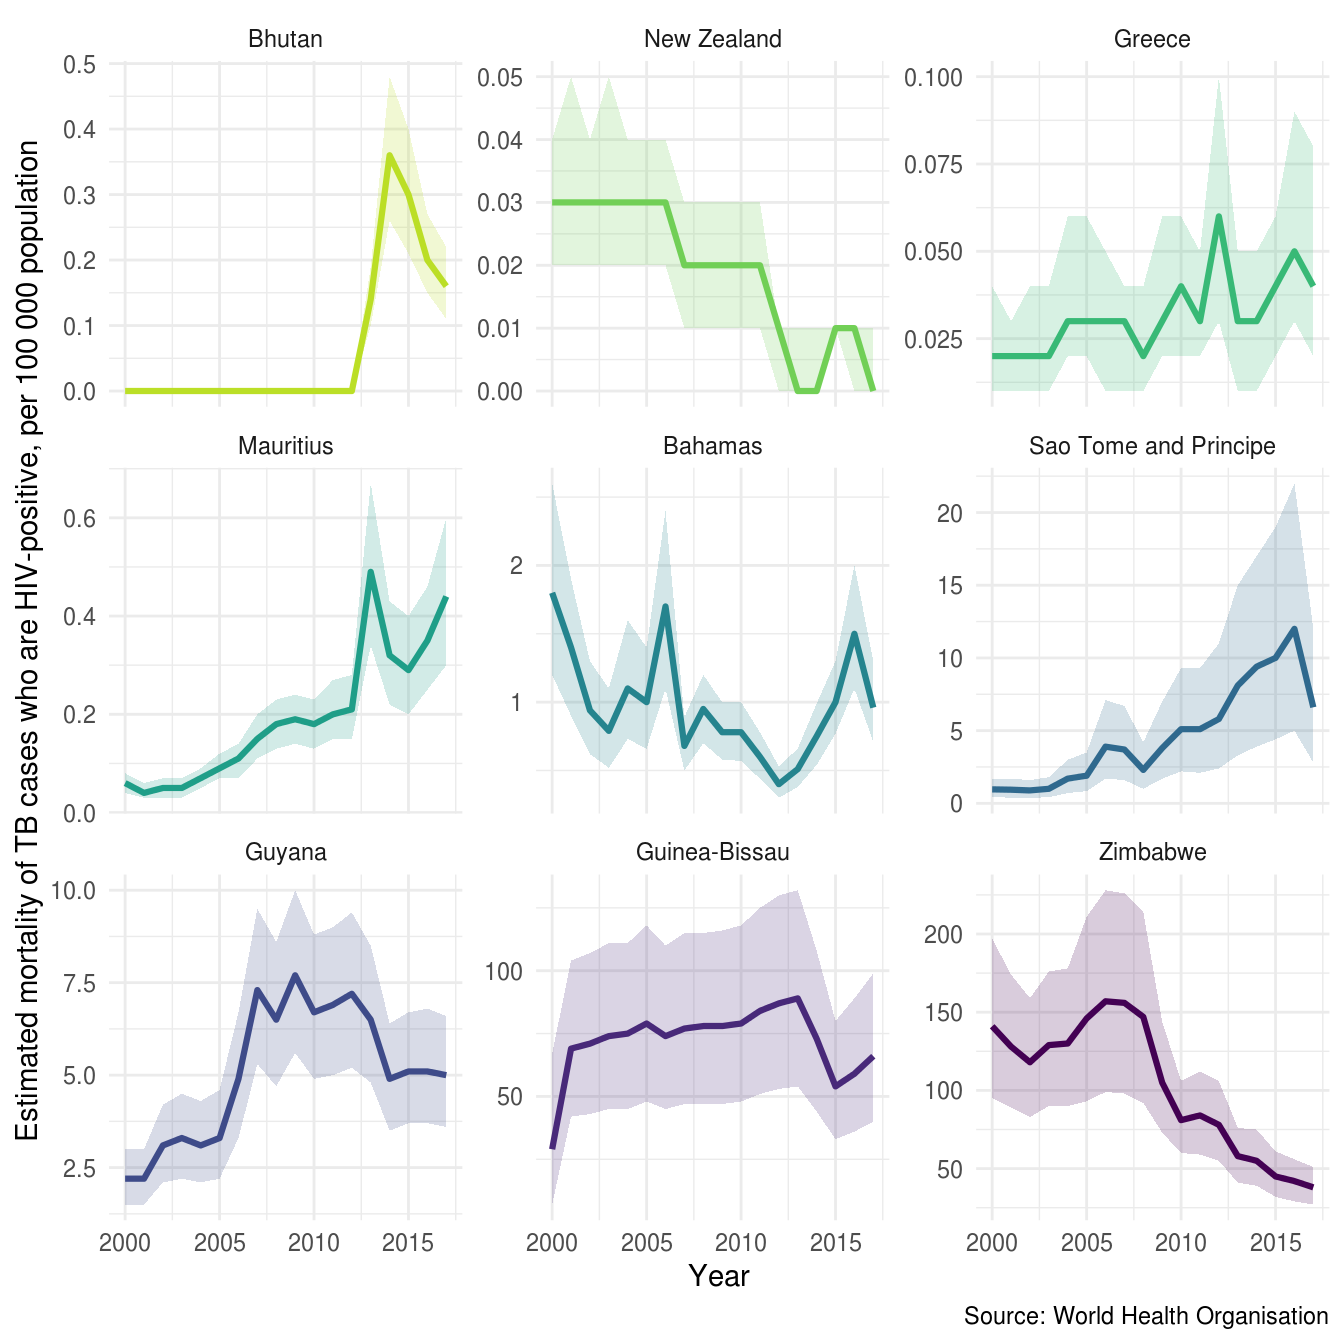 Bhutan
New Zealand
Greece
0.5
0.4
0.3
0.2
0.1
0.0
0.05
0.04
0.03
0.02
0.01
0.00
0.100
0.075
0.050
0.025
Mauritius
Bahamas
Sao Tome and Principe
0.6
0.4
0.2
0.0
2
1
20
15
10
5
0
Guyana
Guinea-Bissau
Zimbabwe
10.0
7.5
5.0
2.5
100
50
200
150
100
50
2000 2005 2010 2015
2000 2005 2010 2015
2000 2005 2010 2015
Estimated mortality of TB cases who are HIV-positive, per 100 000 population
Year
Source: World Health Organisation